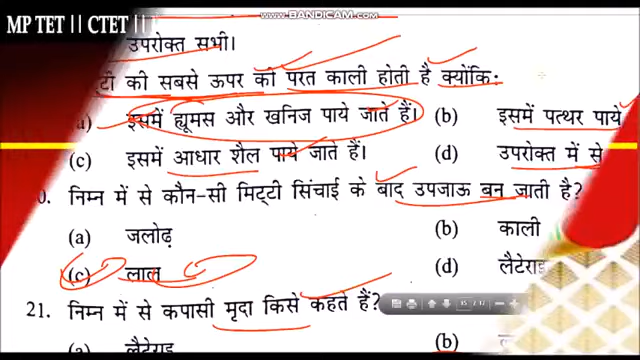 WWW.BANDICAM.COM
MP TET || CTET ||
उपरोक्त सभी।
की सबसे ऊपर की परत काली होती है क्योंकि:
इसमें ह्यूमस और खनिज पाये जाते हैं। (b) इसमें पत्थर पाये
(c) इसमें आधार शैल पाये जाते हैं। (d) उपरोक्त में से
निम्न में से कौन-सी मिट्टी सिंचाई के बाद उपजाऊ बन जाती है?
(a) जलोढ़ (b) काली
(c) लाल (d) लैटेराइ
21. निम्न में से कपासी मृदा किसे कहते हैं?
(a) लैटेराइ (b)